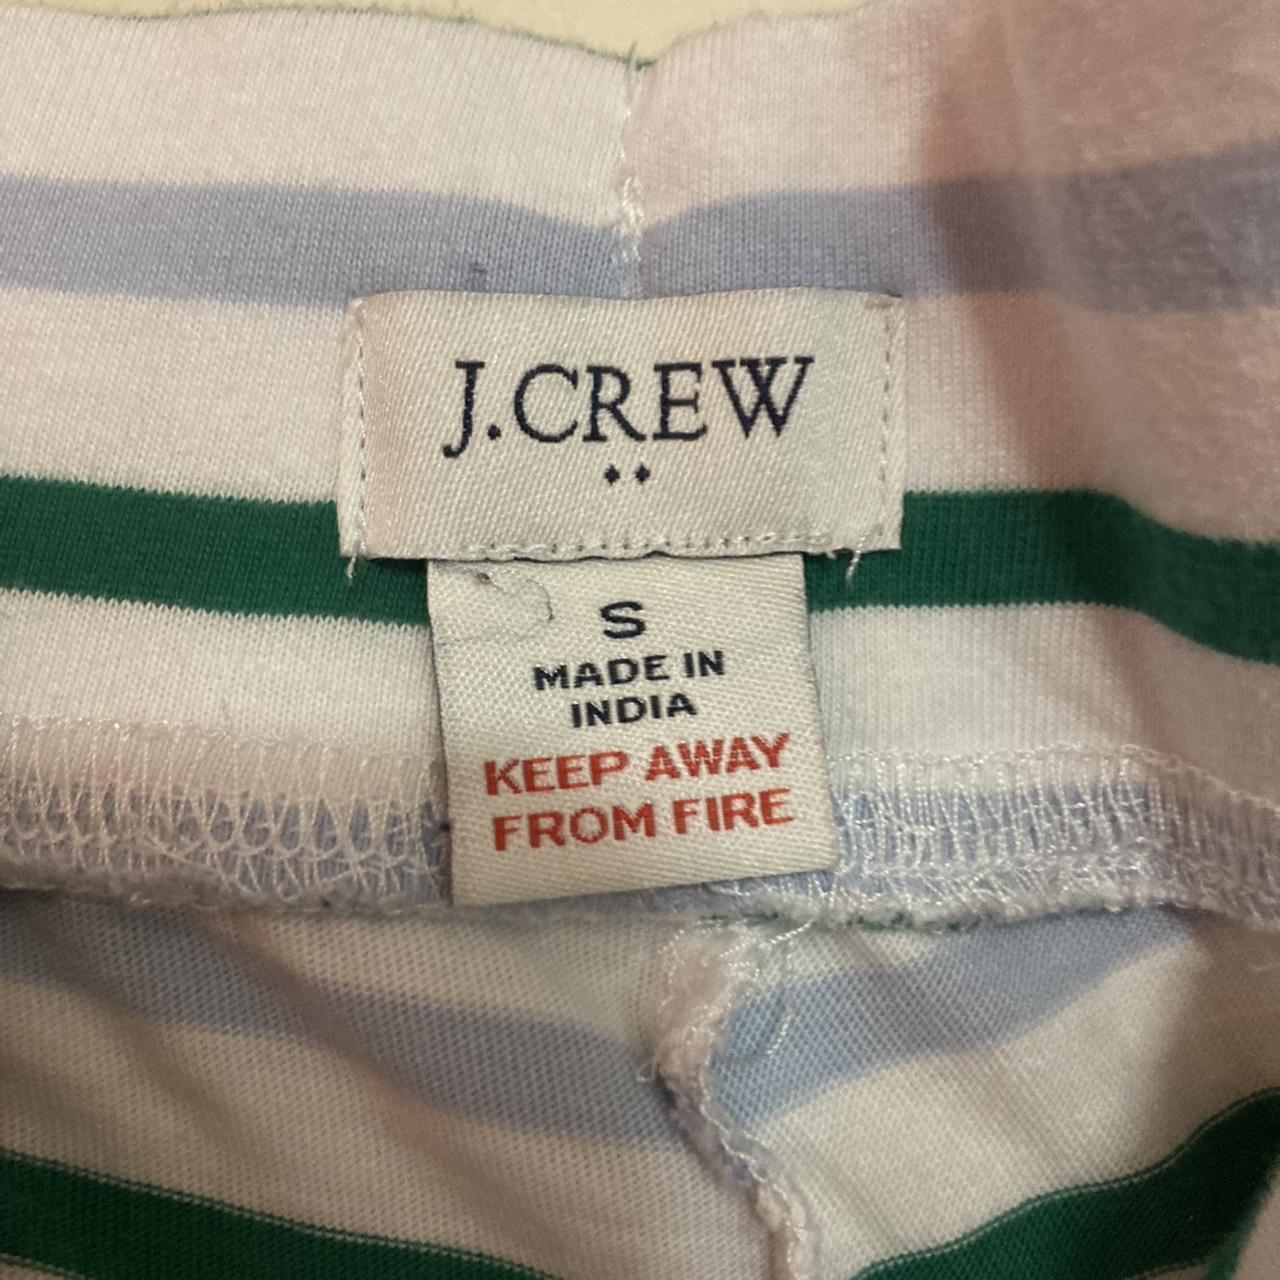 J.CREW
S
MADE IN
INDIA
KEEP AWAY
FROM FIRE